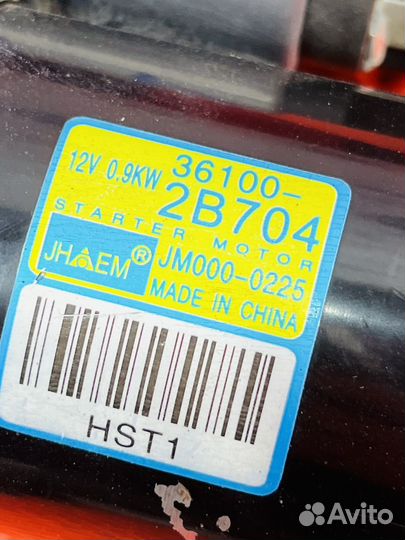 12V 0.9KW 36100-
2B704
STARTER MOTOR
JHAEM® JM000-0225
MADE IN CHINA
HST1
Avito